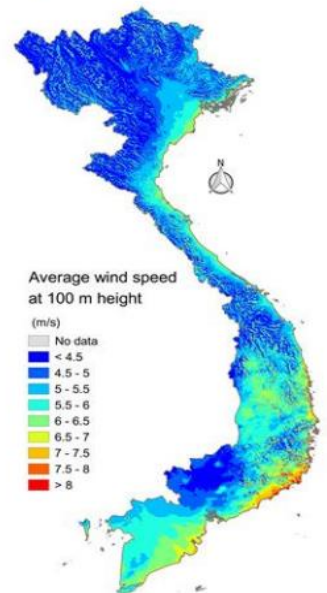 N
Average wind speed
at 100 m height
(m/s)
No data
< 4.5
4.5 - 5
5 - 5.5
5.5 - 6
6 - 6.5
6.5 - 7
7 - 7.5
7.5 - 8
> 8